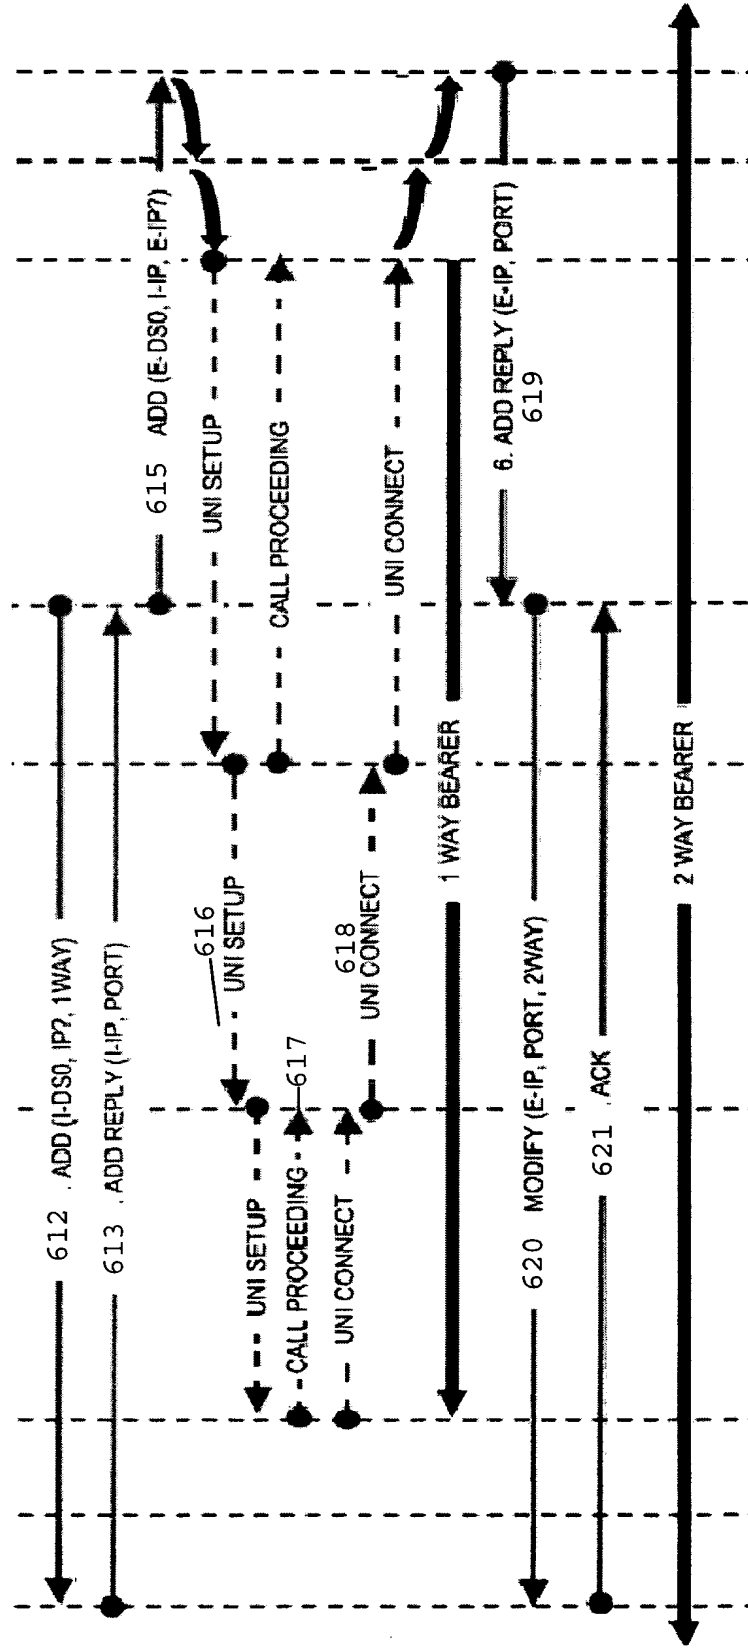 612 . ADD (I-DS0, IP?, 1WAY)
613 . ADD REPLY (I-IP, PORT)
615 ADD (E-DS0, I-IP, E-IP?)
UNI SETUP
616
UNI SETUP
UNI SETUP
CALL PROCEEDING
617
CALL PROCEEDING
UNI CONNECT
618
UNI CONNECT
UNI CONNECT
1 WAY BEARER
6. ADD REPLY (E-IP, PORT)
619
620 MODIFY (E-IP, PORT, 2WAY)
621 . ACK
2 WAY BEARER